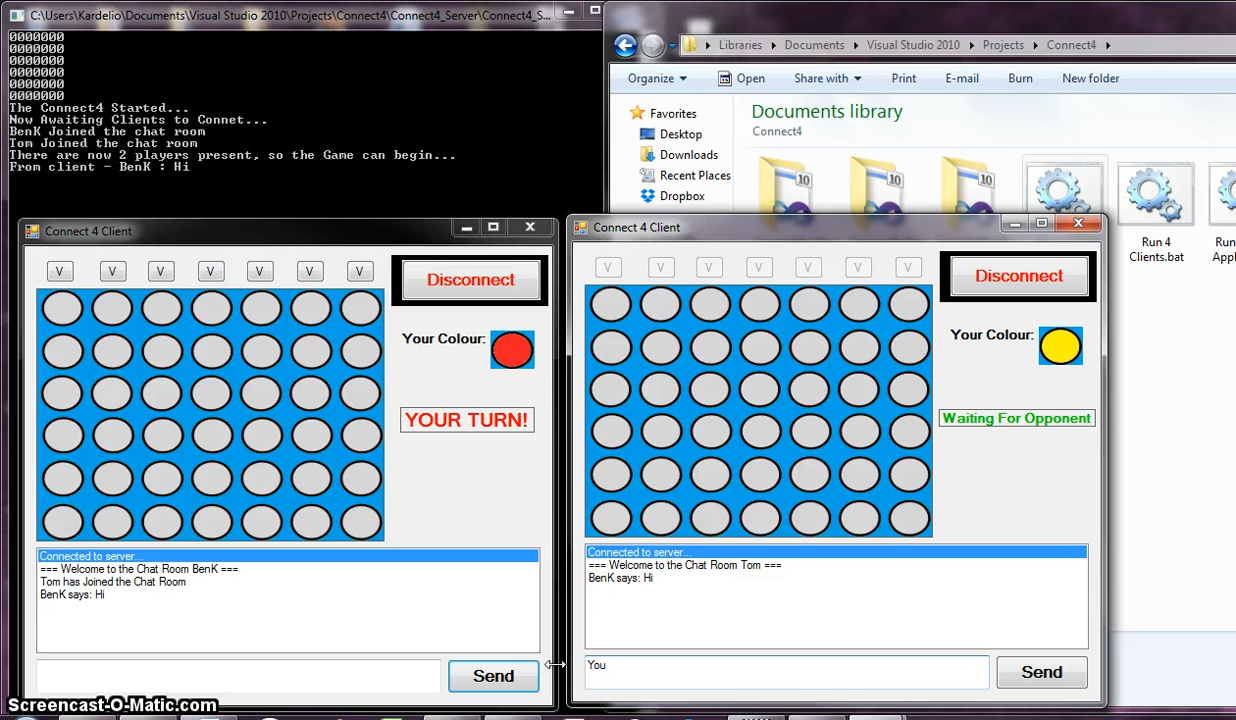 C:\Users\Kardelio\Documents\Visual Studio 2010\Projects\Connect4\Connect4_Server\Connect4_S...
0000000
0000000
0000000
0000000
0000000
0000000
The Connect4 Started...
Now Awaiting Clients to Connet...
BenK Joined the chat room
Tom Joined the chat room
There are now 2 players present, so the Game can begin...
From client - BenK : Hi
Libraries Documents Visual Studio 2010 Projects Connect4
Organize Open Share with Print E-mail Burn New folder
Favorites
Desktop
Downloads
Recent Places
Dropbox
Documents library
Connect4
10
10
10
Run 4
Clients.bat
Run
Appl
Connect 4 Client
V V V V V V V
Disconnect
Your Colour:
YOUR TURN!
Connected to server...
=== Welcome to the Chat Room BenK ===
Tom has Joined the Chat Room
BenK says: Hi
Send
Connect 4 Client
V V V V V V V
Disconnect
Your Colour:
Waiting For Opponent
Connected to server...
=== Welcome to the Chat Room Tom ===
BenK says: Hi
You
Send
Screencast-O-Matic.com